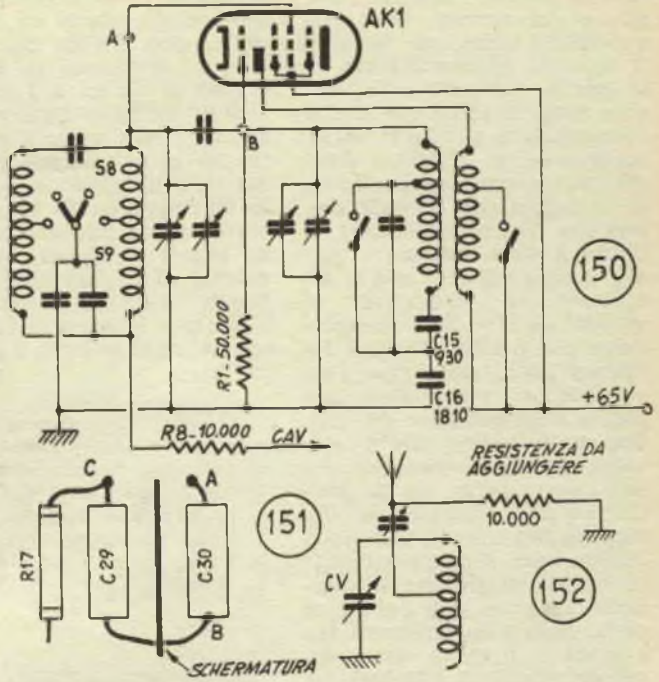 AK1
A
S8
B
S9
150
R1-50.000
C15
930
C16
1810
+65V
R8-10.000 CAV
RESISTENZA DA
AGGIUNGERE
10.000
C
A
151
R17
C29
C30
CV
152
B
SCHERMATURA